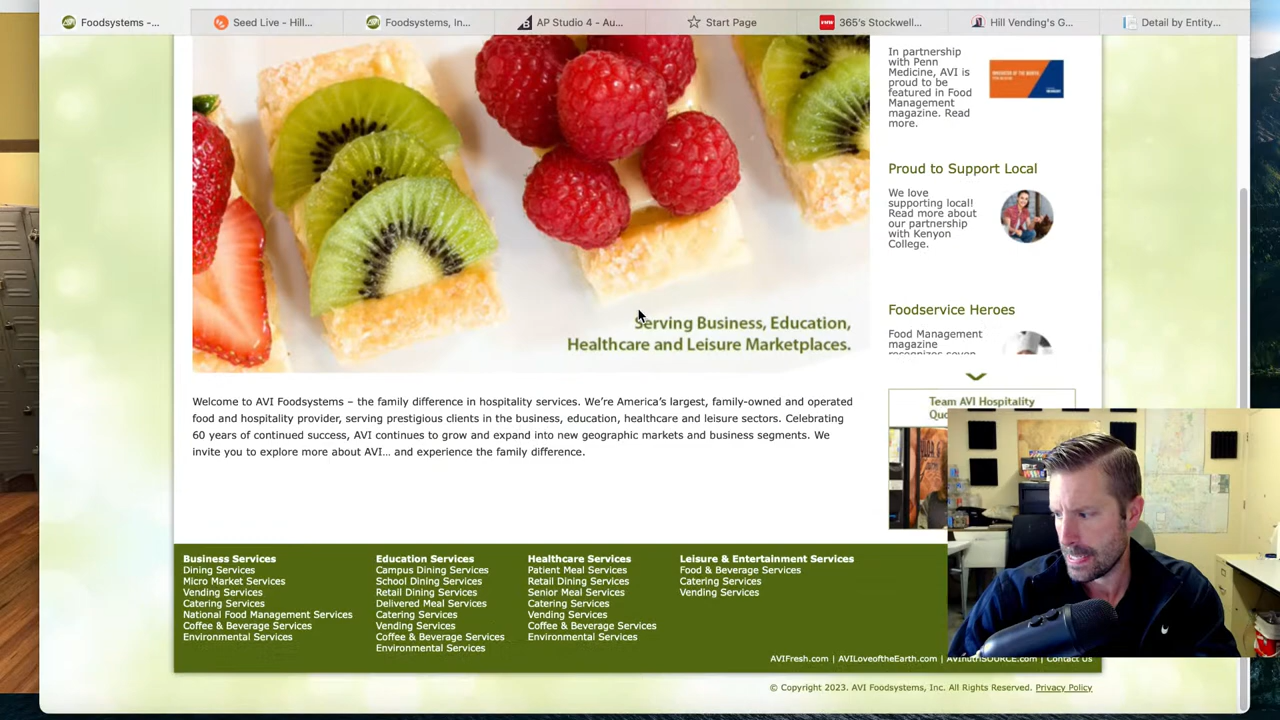 Foodsystems -...
Seed Live - Hill...
Foodsystems, In...
AP Studio 4 - Au...
Start Page
365's Stockwell...
Hill Vending's G...
Detail by Entity...
In partnership
with Penn
Medicine, AVI is
proud to be
featured in Food
Management
magazine. Read
more.
Proud to Support Local
We love
supporting local!
Read more about
our partnership
with Kenyon
College.
Serving Business, Education,
Healthcare and Leisure Marketplaces.
Foodservice Heroes
Food Management
magazine
Team AVI Hospitality
Welcome to AVI Foodsystems – the family difference in hospitality services. We're America's largest, family-owned and operated
food and hospitality provider, serving prestigious clients in the business, education, healthcare and leisure sectors. Celebrating
60 years of continued success, AVI continues to grow and expand into new geographic markets and business segments. We
invite you to explore more about AVI... and experience the family difference.
Business Services
Dining Services
Micro Market Services
Vending Services
Catering Services
National Food Management Services
Coffee & Beverage Services
Environmental Services
Education Services
Campus Dining Services
School Dining Services
Retail Dining Services
Delivered Meal Services
Catering Services
Vending Services
Coffee & Beverage Services
Environmental Services
Healthcare Services
Patient Meal Services
Retail Dining Services
Senior Meal Services
Catering Services
Vending Services
Coffee & Beverage Services
Environmental Services
Leisure & Entertainment Services
Food & Beverage Services
Catering Services
Vending Services
AVIFresh.com | AVILoveoftheEarth.com | AVInutriSOURCE.com | Contact Us
© Copyright 2023. AVI Foodsystems, Inc. All Rights Reserved. Privacy Policy